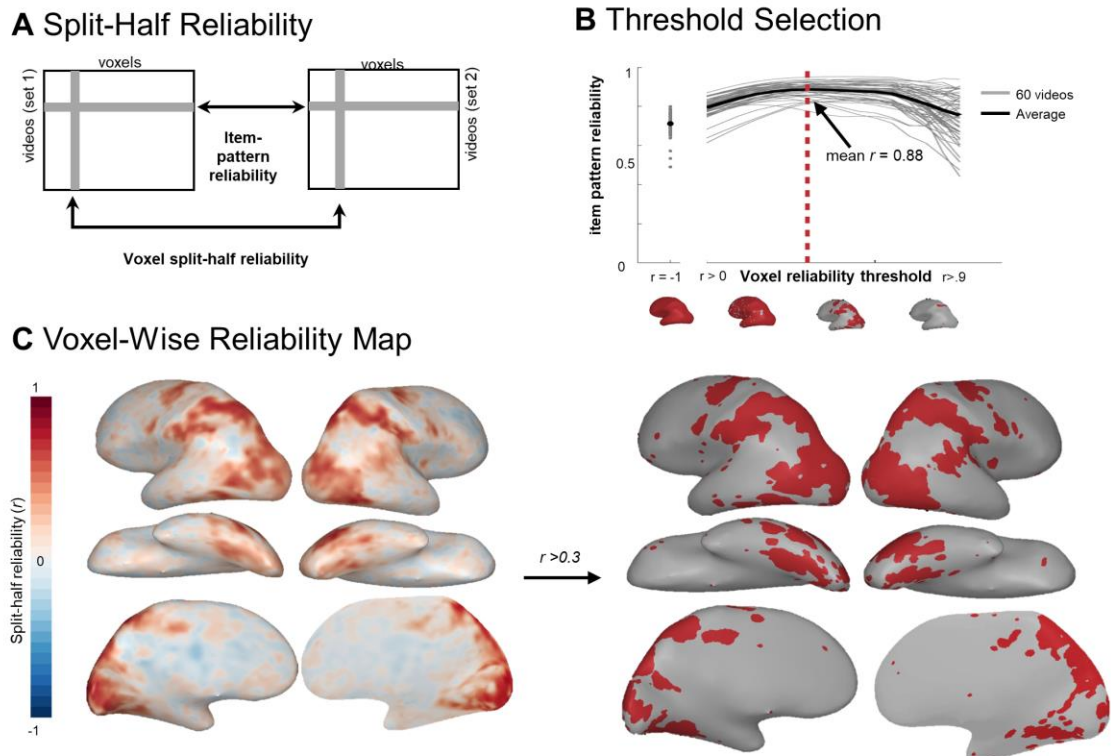 A Split-Half Reliability
voxels
videos (set 1)
Item-
pattern
reliability
voxels
videos (set 2)
Voxel split-half reliability
B Threshold Selection
1
0.5
0
item pattern reliability
60 videos
Average
mean r = 0.88
r = -1
r > 0
Voxel reliability threshold
r>.9
C Voxel-Wise Reliability Map
1
0
-1
Split-half reliability (r)
r >0.3